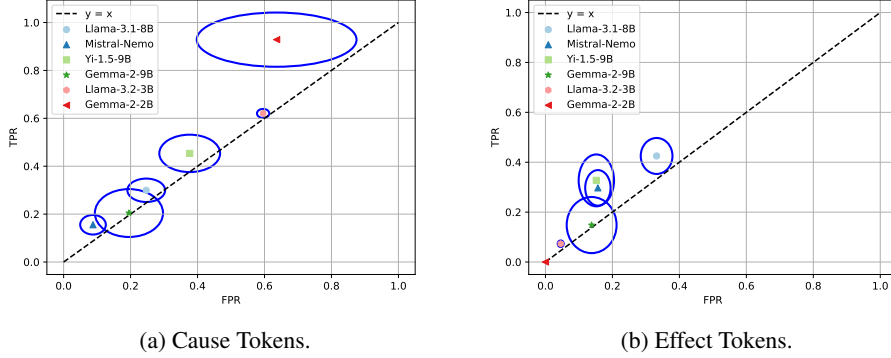 y = x
Llama-3.1-8B
Mistral-Nemo
Yi-1.5-9B
Gemma-2-9B
Llama-3.2-3B
Gemma-2-2B
1.0
0.8
0.6
0.4
0.2
0.0
TPR
0.0 0.2 0.4 0.6 0.8 1.0
FPR
(a) Cause Tokens.
y = x
Llama-3.1-8B
Mistral-Nemo
Yi-1.5-9B
Gemma-2-9B
Llama-3.2-3B
Gemma-2-2B
1.0
0.8
0.6
0.4
0.2
0.0
TPR
0.0 0.2 0.4 0.6 0.8 1.0
FPR
(b) Effect Tokens.